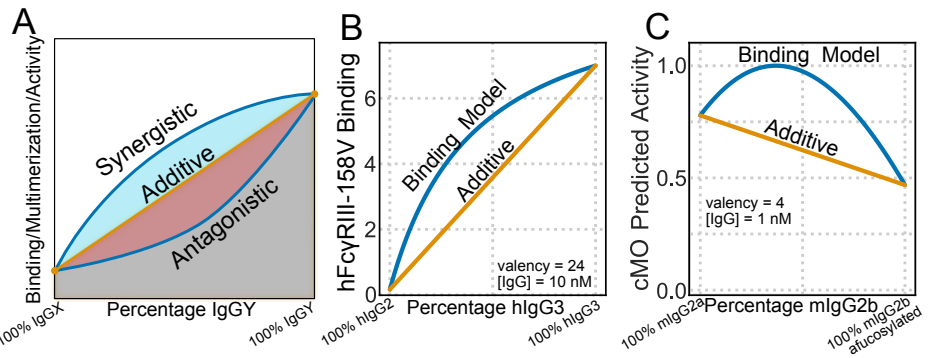 A
Binding/Multimerization/Activity
Synergistic
Additive
Antagonistic
100% IgGX
Percentage IgGY
100% IgGY
B
hFcγRIII-158V Binding
6
4
2
0
Binding Model
Additive
valency = 24
[IgG] = 10 nM
100% hIgG2
Percentage hIgG3
100% hIgG3
C
cMO Predicted Activity
1.0
0.5
0.0
Binding Model
Additive
valency = 4
[IgG] = 1 nM
100% mIgG2a
Percentage mIgG2b
100% mIgG2b
afucosylated